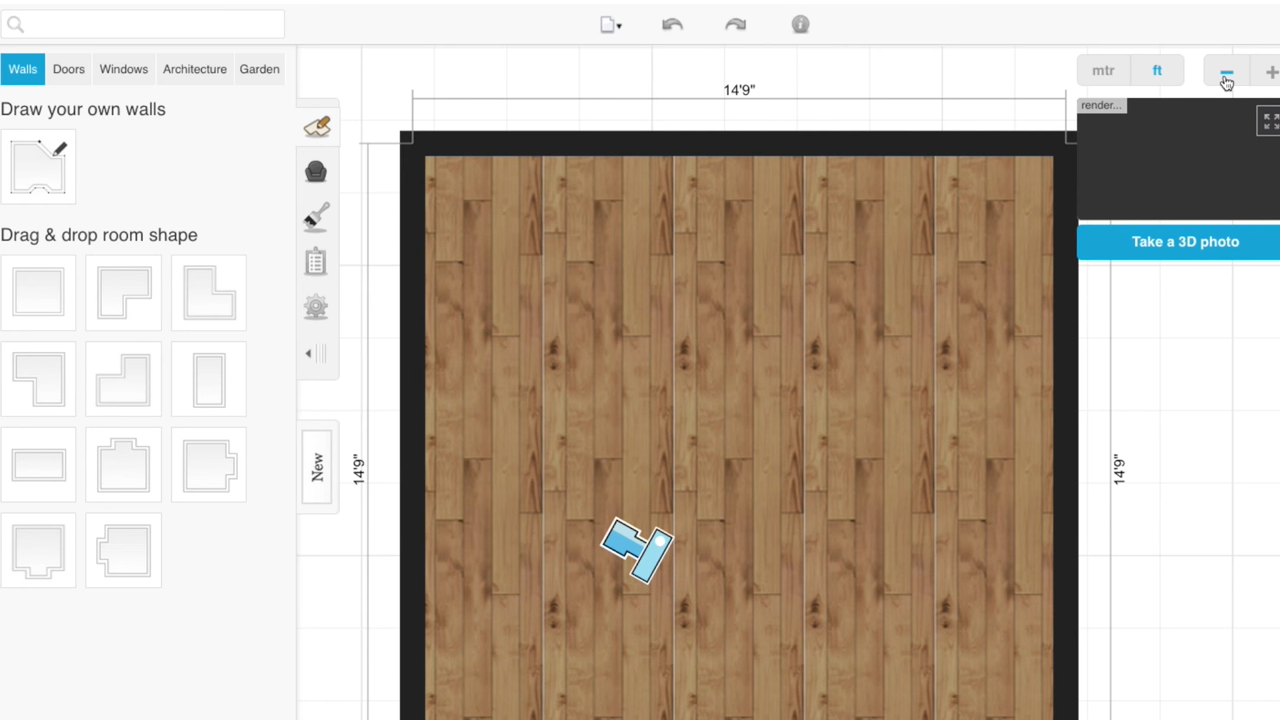 Walls Doors Windows Architecture Garden
Draw your own walls
Drag & drop room shape
New
14'9"
14'9"
14'9"
mtr ft
render...
Take a 3D photo